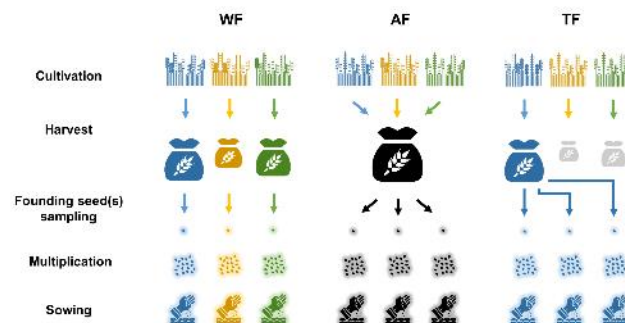 WF AF TF
Cultivation
Harvest
Founding seed(s)
sampling
Multiplication
Sowing